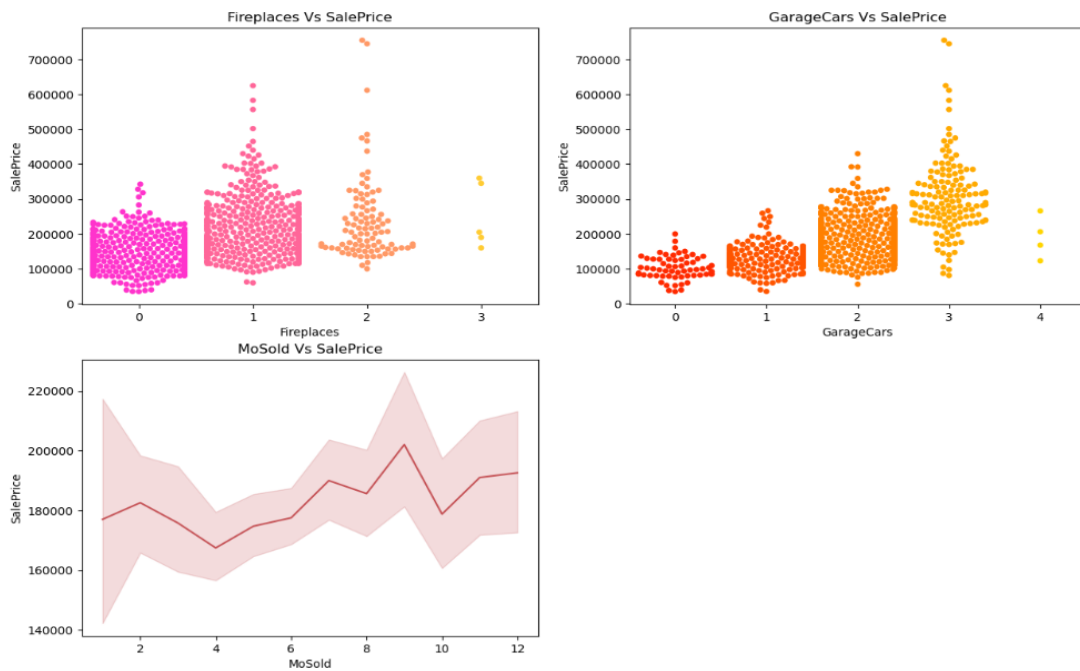 Fireplaces Vs SalePrice
700000
600000
500000
400000
300000
200000
100000
0
SalePrice
0 1 2 3
Fireplaces
GarageCars Vs SalePrice
700000
600000
500000
400000
300000
200000
100000
0
SalePrice
0 1 2 3 4
GarageCars
MoSold Vs SalePrice
220000
200000
180000
160000
140000
SalePrice
2 4 6 8 10 12
MoSold